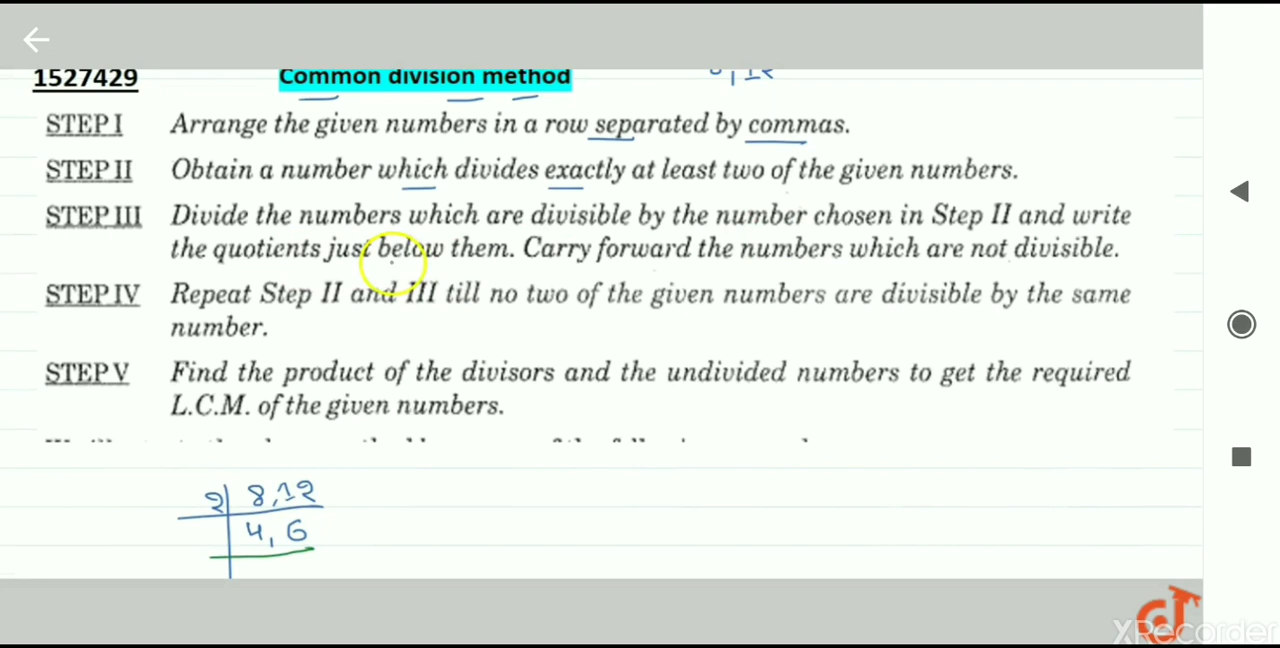 1527429 Common division method
STEP I Arrange the given numbers in a row separated by commas.
STEP II Obtain a number which divides exactly at least two of the given numbers.
STEP III Divide the numbers which are divisible by the number chosen in Step II and write
the quotients just below them. Carry forward the numbers which are not divisible.
STEP IV Repeat Step II and III till no two of the given numbers are divisible by the same
number.
STEP V Find the product of the divisors and the undivided numbers to get the required
L.C.M. of the given numbers.
2 8,12
4, 6
XRecorder